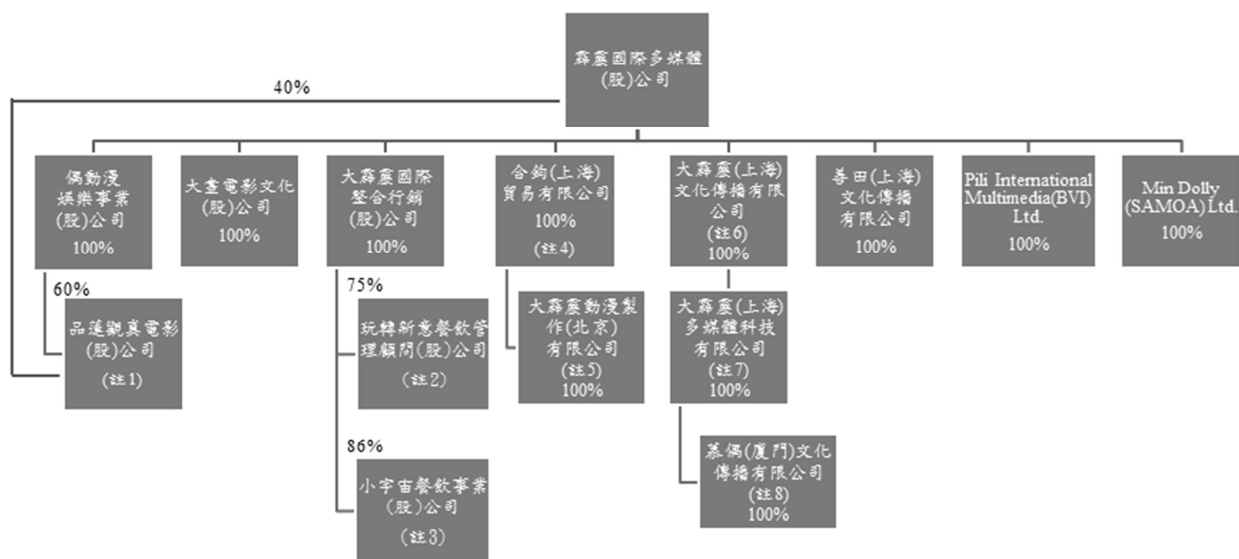 霹靂國際多媒體
(股)公司
40%
偶動漫
娛樂事業
(股)公司
100%
大畫電影文化
(股)公司
100%
大霹靂國際
整合行銷
(股)公司
100%
合鈞(上海)
貿易有限公司
100%
(註4)
大霹靂(上海)
文化傳播有限
公司
(註6)
100%
善田(上海)
文化傳播
有限公司
100%
Pili International
Multimedia(BVI)
Ltd.
100%
Min Dolly
(SAMOA)Ltd.
100%
60%
品蓮觀真電影
(股)公司
(註1)
75%
玩轉新意餐飲管
理顧問(股)公司
(註2)
大霹靂動漫製
作(北京)
有限公司
(註5)
100%
大霹靂(上海)
多媒體科技
有限公司
(註7)
100%
86%
小宇宙餐飲事業
(股)公司
(註3)
慕偶(廈門)文化
傳播有限公司
(註8)
100%